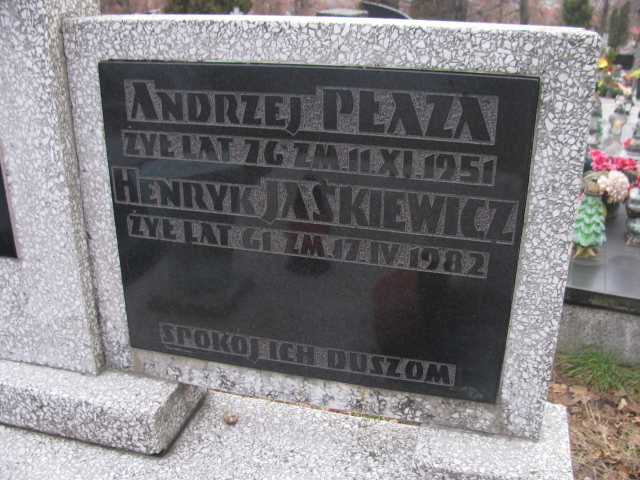 ANDRZEJ PŁAZA
ŻYŁ LAT 76 ZM.11.XI.1951
HENRYK JAŚKIEWICZ
ŻYŁ LAT 61 ZM.17 IV.1982
SPOKOJ ICH DUSZOM